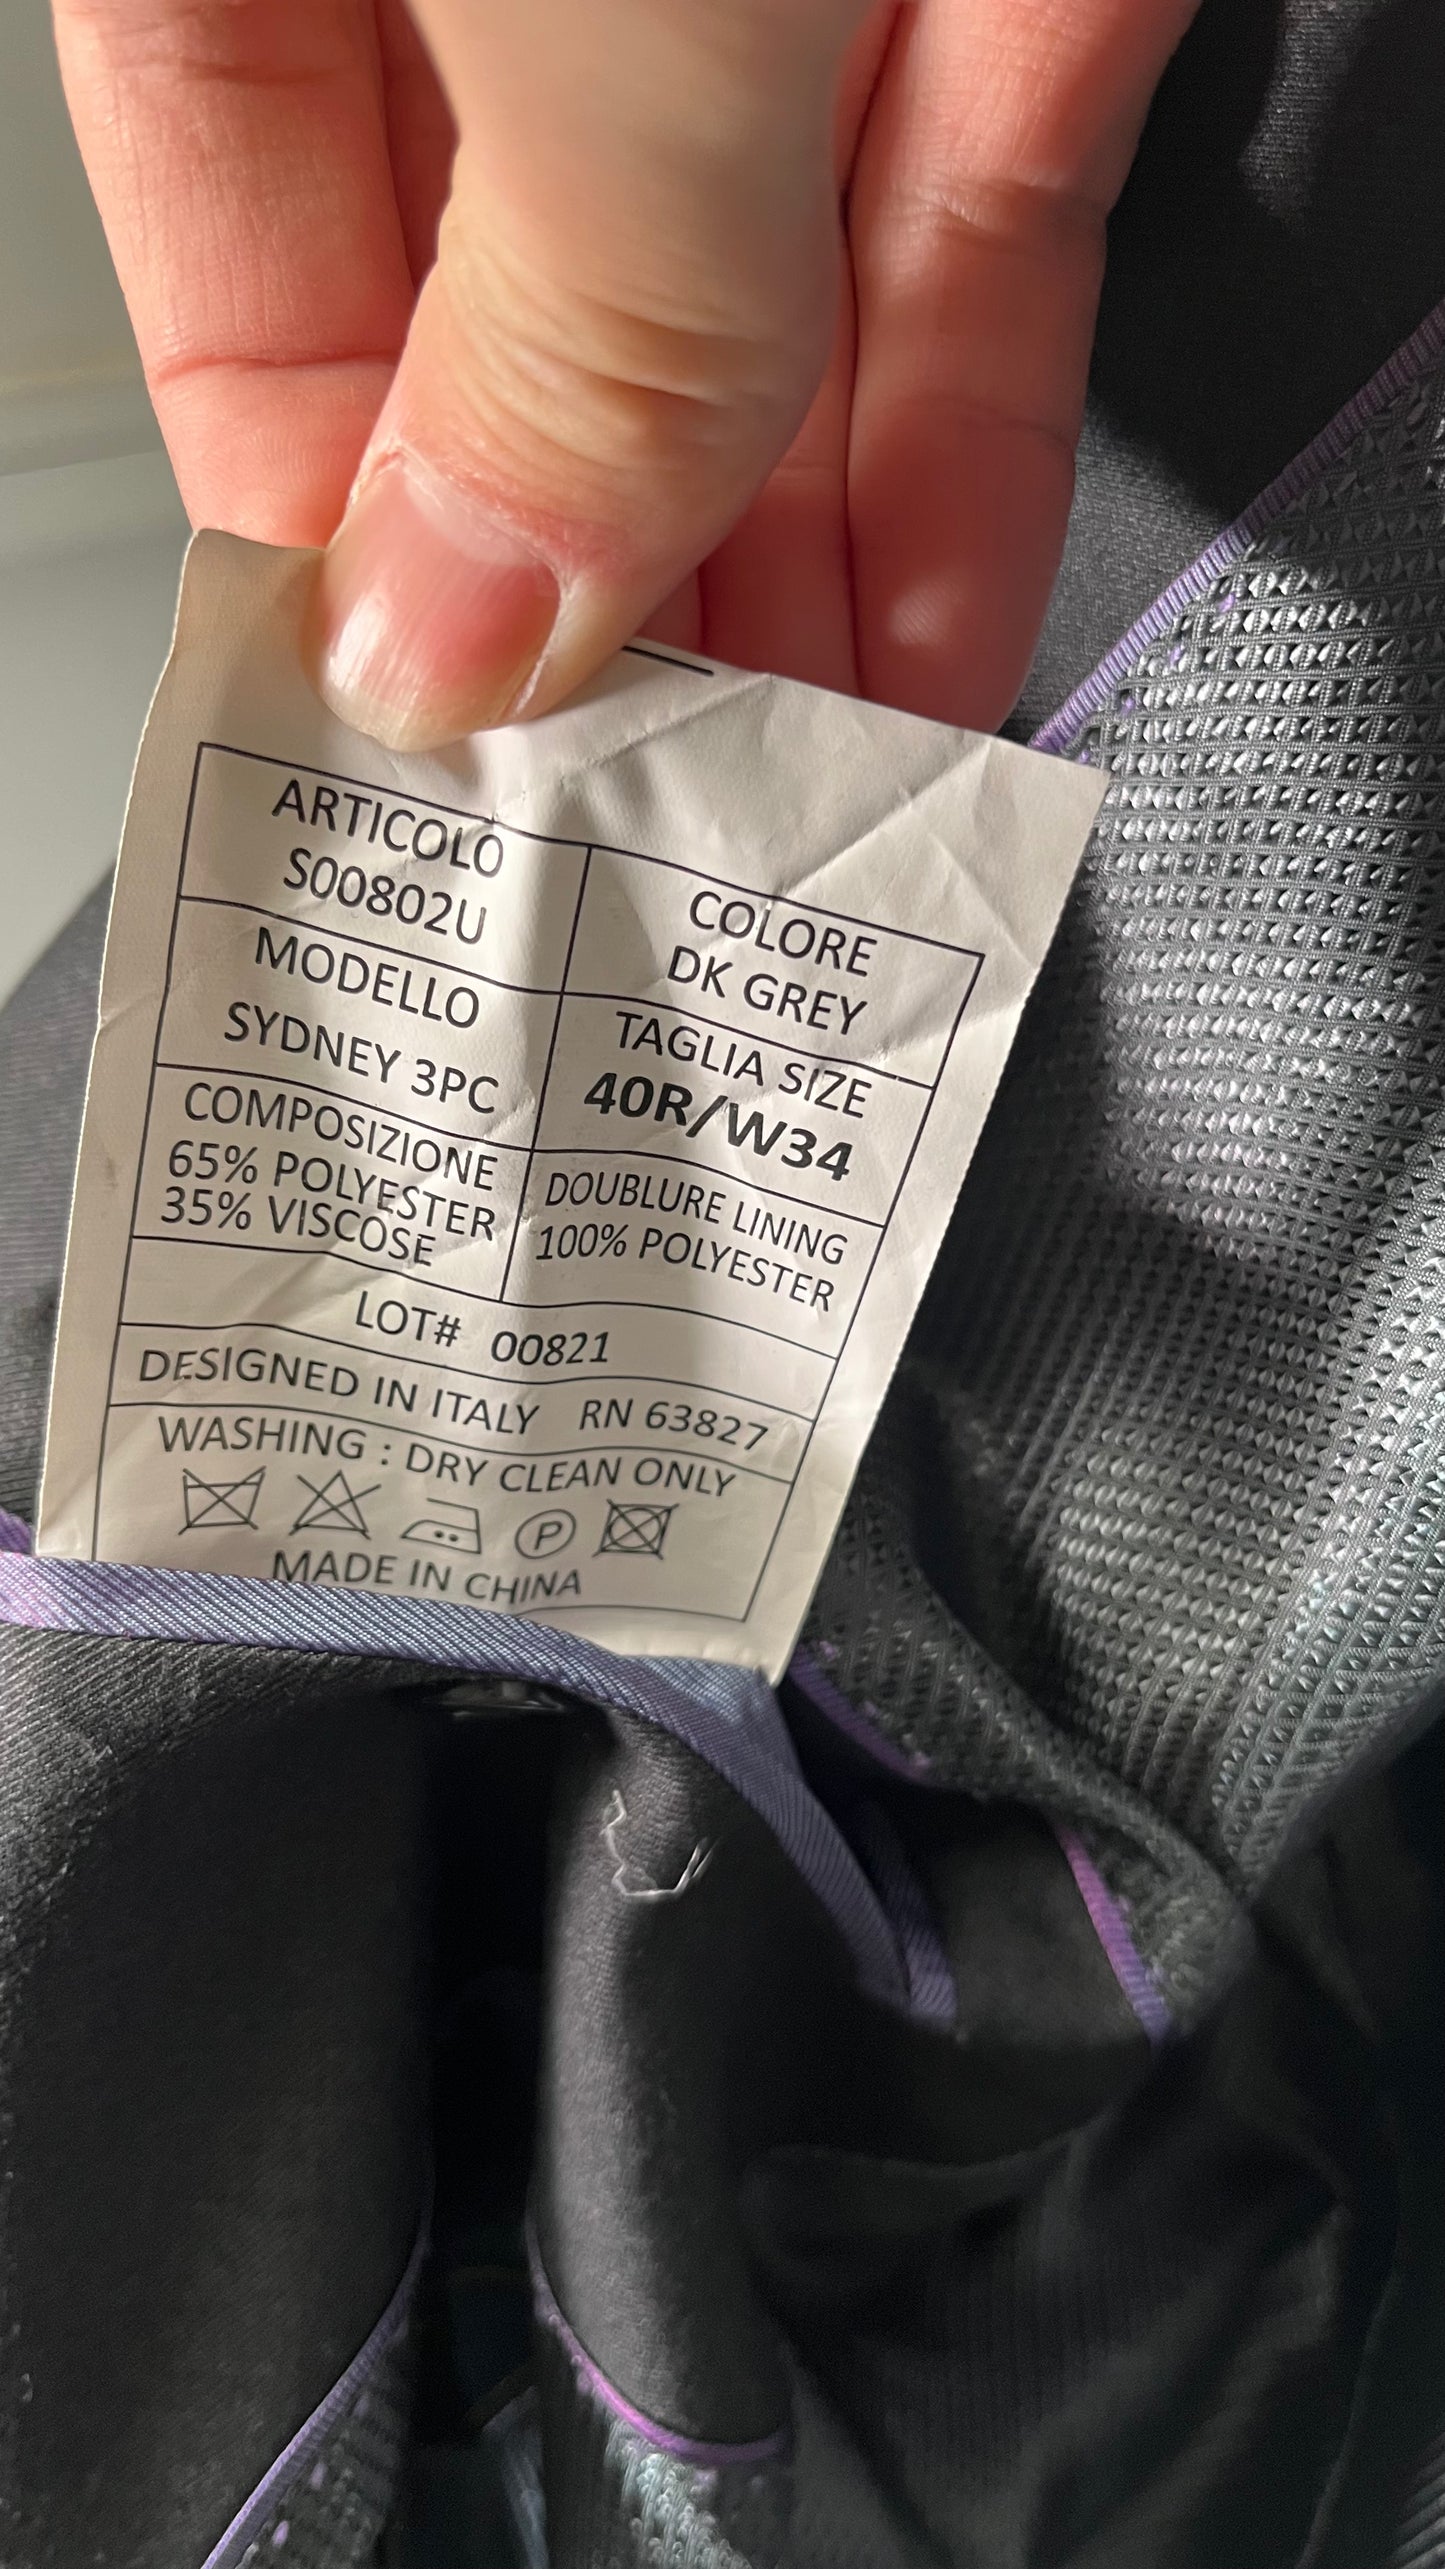 ARTICOLO
S00802U
COLORE
DK GREY
MODELLO
SYDNEY 3PC
TAGLIA SIZE
40R/W34
COMPOSIZIONE
65% POLYESTER
35% VISCOSE
DOUBLURE LINING
100% POLYESTER
LOT# 00821
DESIGNED IN ITALY RN 63827
WASHING : DRY CLEAN ONLY
P
MADE IN CHINA